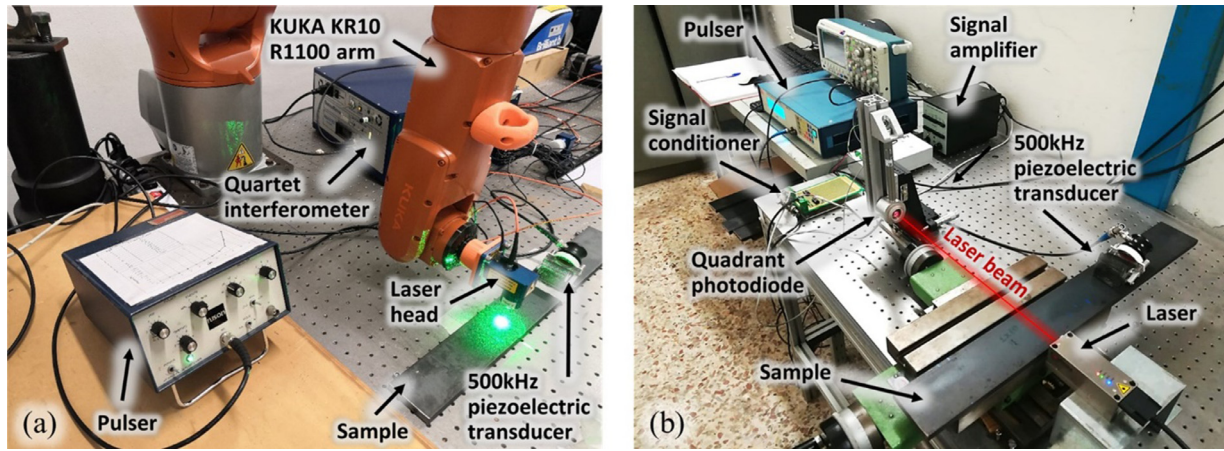 KUKA KR10
R1100 arm
Quartet
interferometer
KUKA
Laser
head
500kHz
piezoelectric
transducer
Pulser
Sample
(a)
Pulser
Signal
amplifier
Signal
conditioner
500kHz
piezoelectric
transducer
Quadrant
photodiode
Laser beam
Laser
Sample
(b)